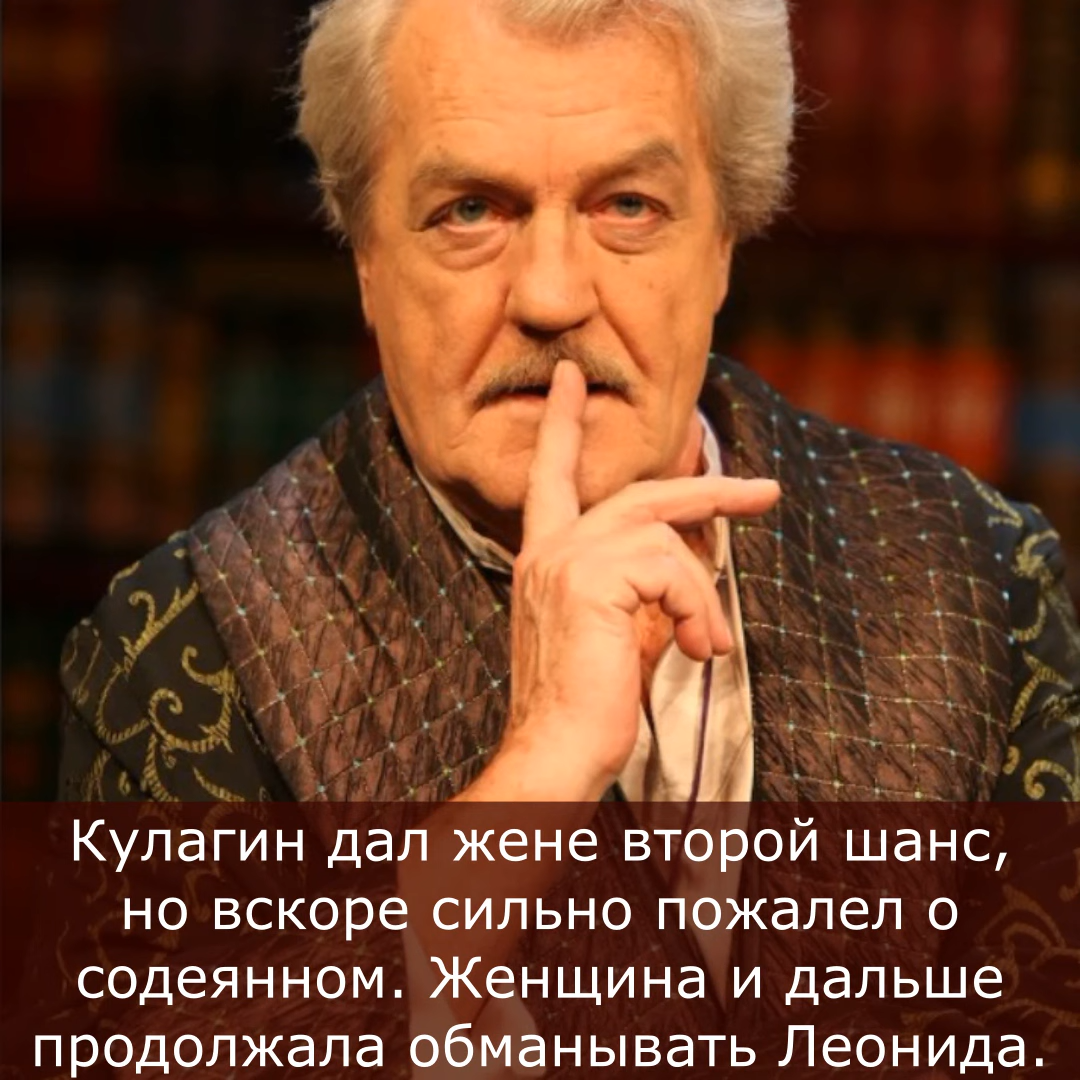 Кулагин дал жене второй шанс,
но вскоре сильно пожалел о
содеянном. Женщина и дальше
продолжала обманывать Леонида.